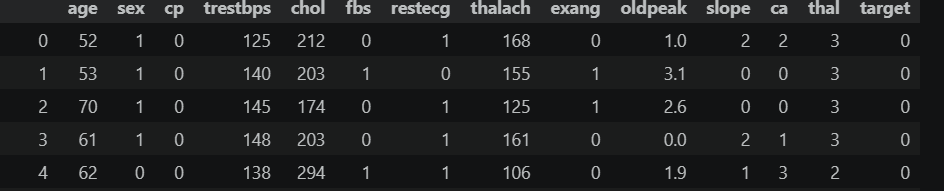 age sex cp trestbps chol fbs restecg thalach exang oldpeak slope ca thal target
0 52 1 0 125 212 0 1 168 0 1.0 2 2 3 0
1 53 1 0 140 203 1 0 155 1 3.1 0 0 3 0
2 70 1 0 145 174 0 1 125 1 2.6 0 0 3 0
3 61 1 0 148 203 0 1 161 0 0.0 2 1 3 0
4 62 0 0 138 294 1 1 106 0 1.9 1 3 2 0